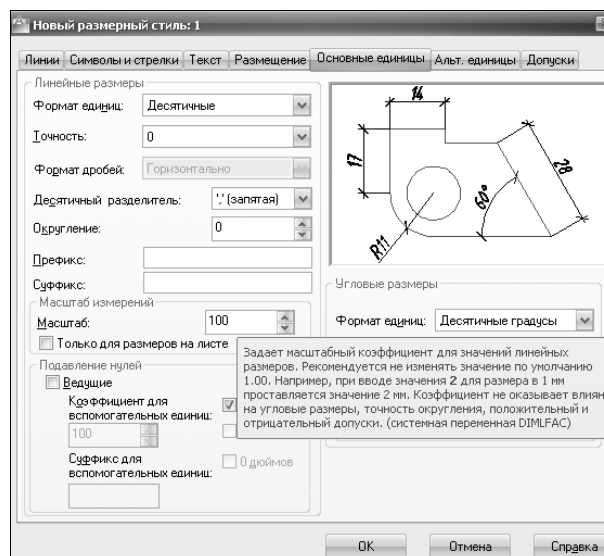 Новый размерный стиль: 1
Линии Символы и стрелки Текст Размещение Основные единицы Альт. единицы Допуски
Линейные размеры
Формат единиц: Десятичные
Точность: 0
Формат дробей: Горизонтально
Десятичный разделитель: ',' (запятая)
Округление: 0
Префикс:
Суффикс:
Масштаб измерений
Масштаб: 100
Только для размеров на листе
Подавление нулей
Ведущие
Коэффициент для
вспомогательных единиц:
100
Суффикс для
вспомогательных единиц:
0 дюймов
14
17
28
60°
R11
Угловые размеры
Формат единиц: Десятичные градусы
Задает масштабный коэффициент для значений линейных
размеров. Рекомендуется не изменять значение по умолчанию
1.00. Например, при вводе значения 2 для размера в 1 мм
проставляется значение 2 мм. Коэффициент не оказывает влиян
на угловые размеры, точность округления, положительный и
отрицательный допуски. (системная переменная DIMLFAC)
OK Отмена Справка